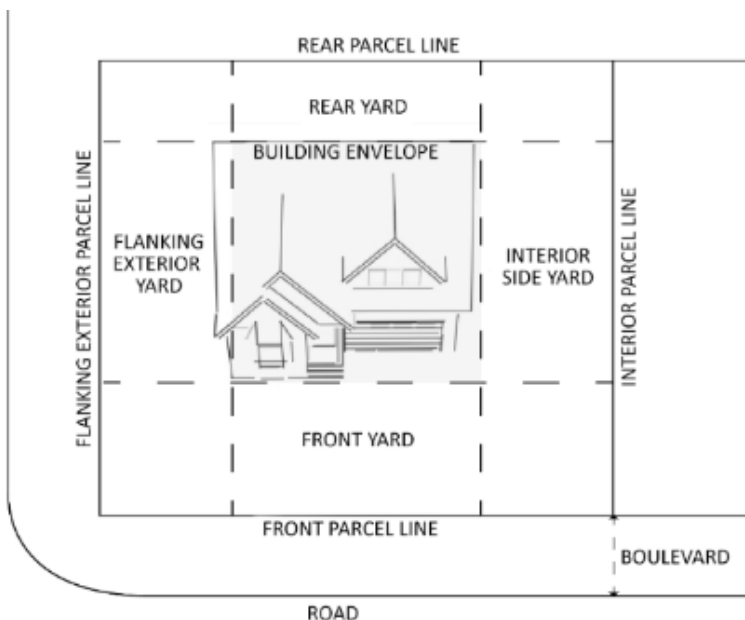 REAR PARCEL LINE
REAR YARD
BUILDING ENVELOPE
FLANKING EXTERIOR PARCEL LINE
FLANKING
EXTERIOR
YARD
INTERIOR
SIDE YARD
INTERIOR PARCEL LINE
FRONT YARD
FRONT PARCEL LINE
BOULEVARD
ROAD